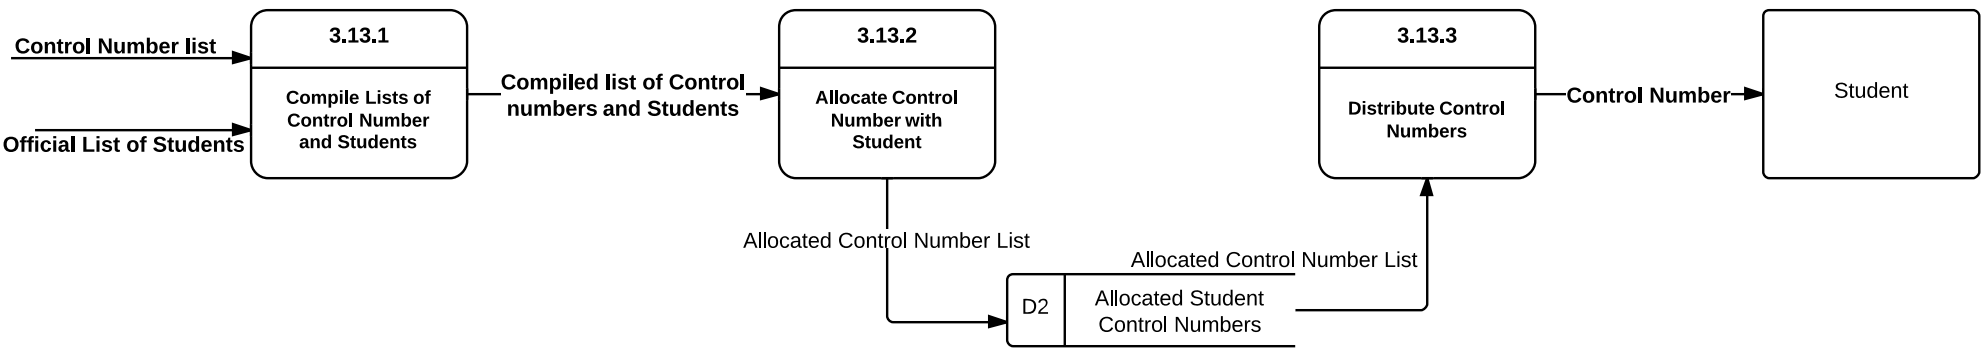 Control Number list
Official List of Students
3.13.1
Compile Lists of
Control Number
and Students
Compiled list of Control
numbers and Students
3.13.2
Allocate Control
Number with
Student
Allocated Control Number List
D2
Allocated Student
Control Numbers
Allocated Control Number List
3.13.3
Distribute Control
Numbers
Control Number
Student